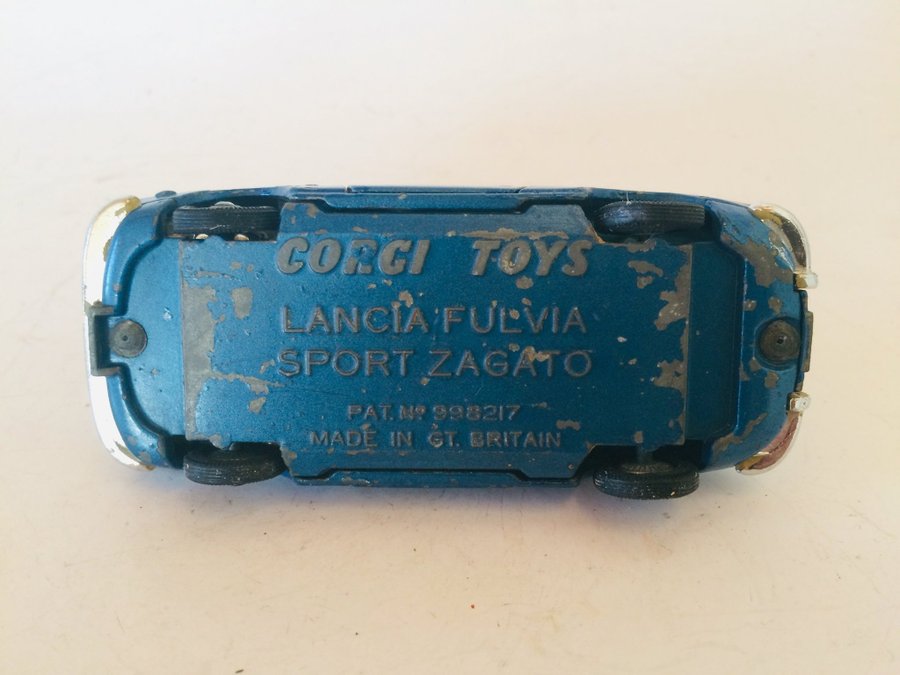 CORGI TOYS
LANCIA FULVIA
SPORT ZAGATO
PAT. Nº 998217
MADE IN GT. BRITAIN